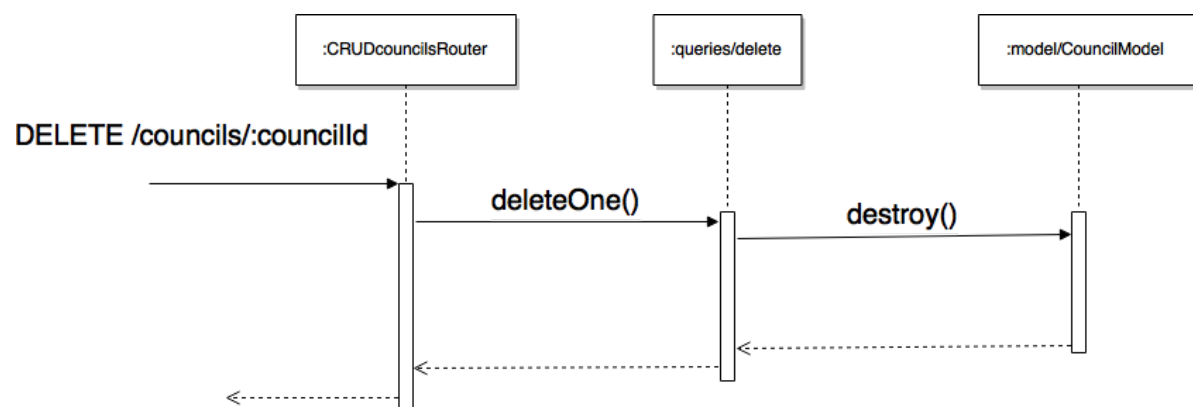 :CRUDcouncilsRouter
:queries/delete
:model/CouncilModel
DELETE /councils/:councilId
deleteOne()
destroy()